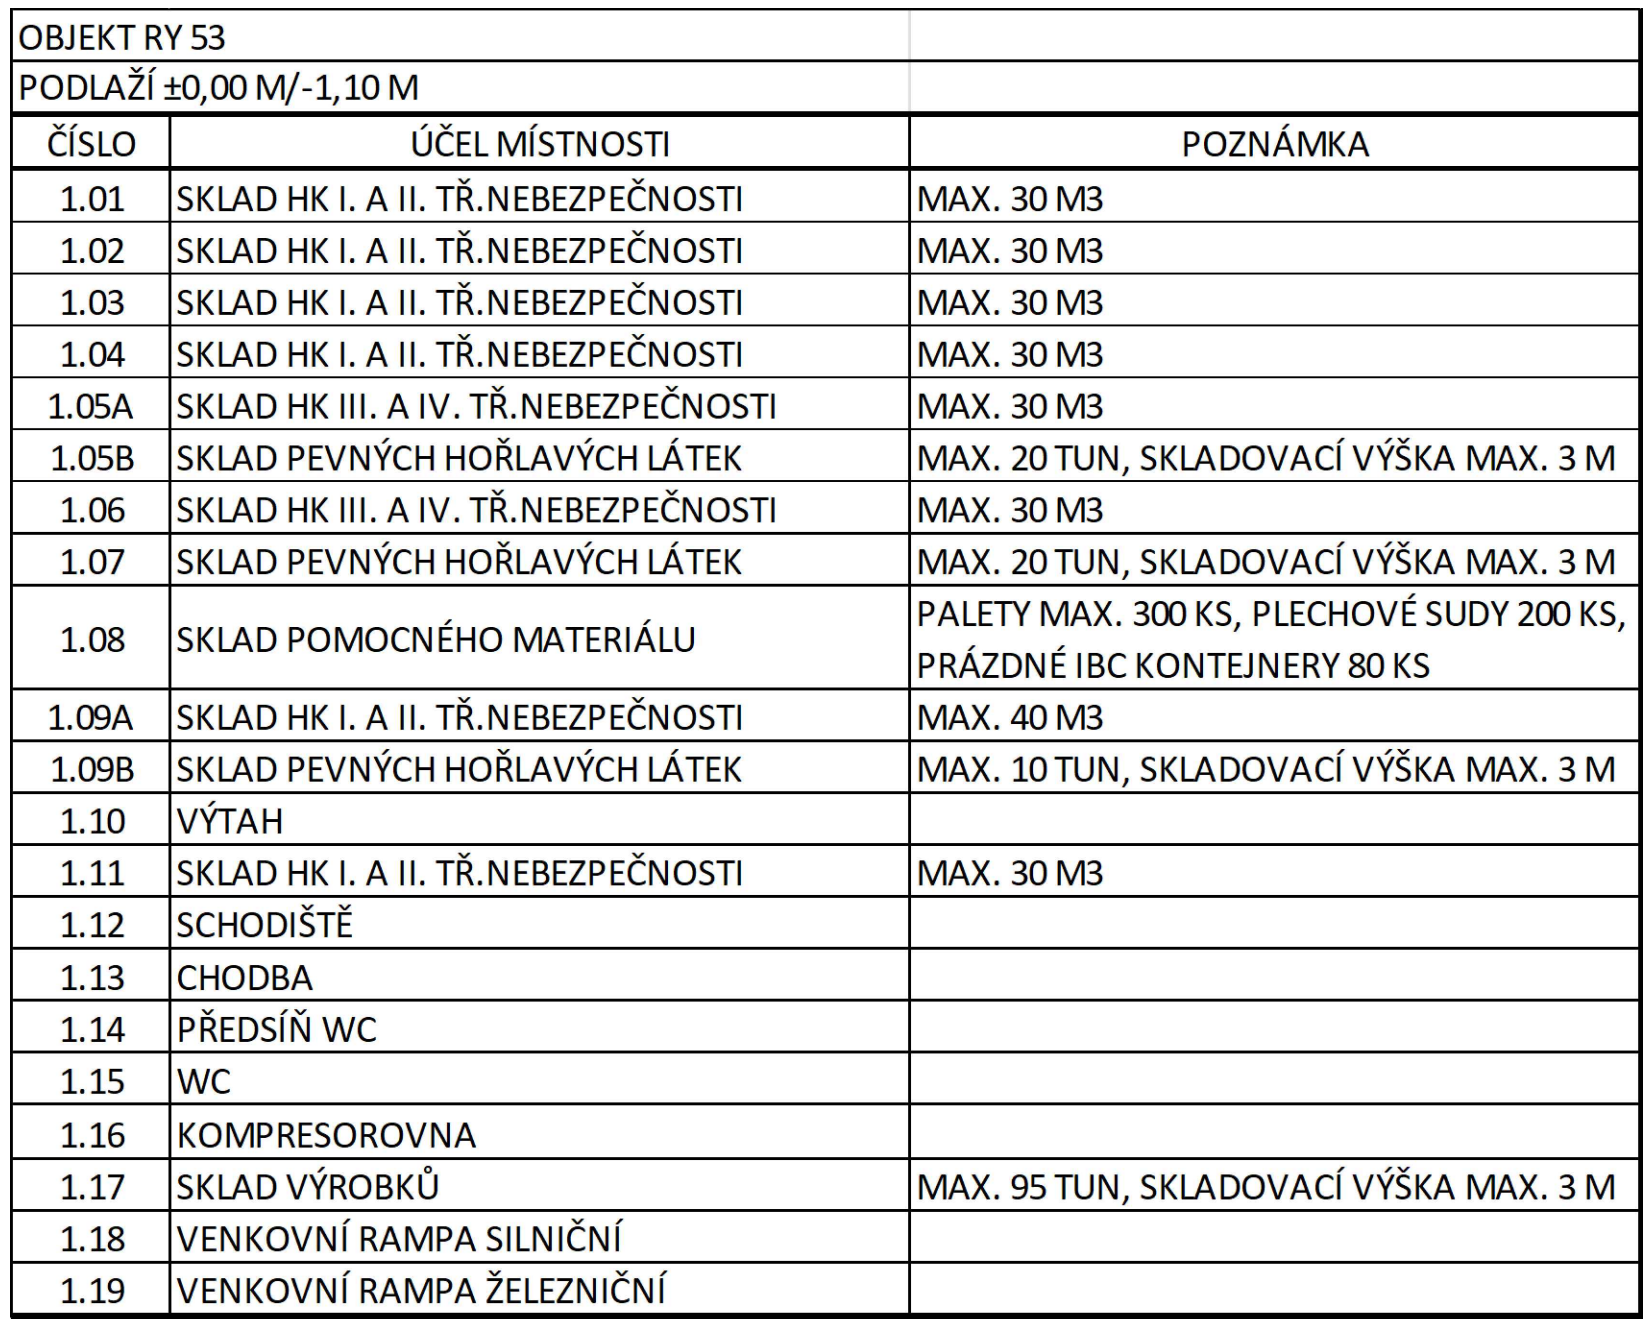 OBJEKT RY 53
PODLAŽÍ ±0,00 M/-1,10 M
ČÍSLO ÚČEL MÍSTNOSTI POZNÁMKA
1.01 SKLAD HK I. A II. TŘ.NEBEZPEČNOSTI MAX. 30 M3
1.02 SKLAD HK I. A II. TŘ.NEBEZPEČNOSTI MAX. 30 M3
1.03 SKLAD HK I. A II. TŘ.NEBEZPEČNOSTI MAX. 30 M3
1.04 SKLAD HK I. A II. TŘ.NEBEZPEČNOSTI MAX. 30 M3
1.05A SKLAD HK III. A IV. TŘ.NEBEZPEČNOSTI MAX. 30 M3
1.05B SKLAD PEVNÝCH HOŘLAVÝCH LÁTEK MAX. 20 TUN, SKLADOVACÍ VÝŠKA MAX. 3 M
1.06 SKLAD HK III. A IV. TŘ.NEBEZPEČNOSTI MAX. 30 M3
1.07 SKLAD PEVNÝCH HOŘLAVÝCH LÁTEK MAX. 20 TUN, SKLADOVACÍ VÝŠKA MAX. 3 M
1.08 SKLAD POMOCNÉHO MATERIÁLU PALETY MAX. 300 KS, PLECHOVÉ SUDY 200 KS,
PRÁZDNÉ IBC KONTEJNERY 80 KS
1.09A SKLAD HK I. A II. TŘ.NEBEZPEČNOSTI MAX. 40 M3
1.09B SKLAD PEVNÝCH HOŘLAVÝCH LÁTEK MAX. 10 TUN, SKLADOVACÍ VÝŠKA MAX. 3 M
1.10 VÝTAH
1.11 SKLAD HK I. A II. TŘ.NEBEZPEČNOSTI MAX. 30 M3
1.12 SCHODIŠTĚ
1.13 CHODBA
1.14 PŘEDSÍŇ WC
1.15 WC
1.16 KOMPRESOROVNA
1.17 SKLAD VÝROBKŮ MAX. 95 TUN, SKLADOVACÍ VÝŠKA MAX. 3 M
1.18 VENKOVNÍ RAMPA SILNIČNÍ
1.19 VENKOVNÍ RAMPA ŽELEZNIČNÍ